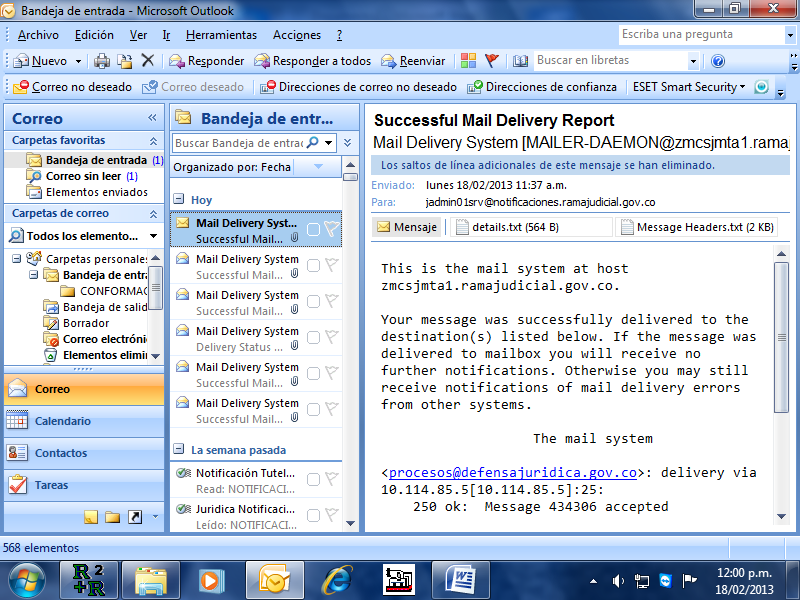 Bandeja de entrada - Microsoft Outlook
Archivo Edición Ver Ir Herramientas Acciones ?
Escriba una pregunta
Nuevo Responder Responder a todos Reenviar Buscar en libretas
Correo no deseado Correo deseado Direcciones de correo no deseado Direcciones de confianza ESET Smart Security
Correo
Carpetas favoritas
Bandeja de entrada (1)
Correo sin leer (1)
Elementos enviados
Carpetas de correo
Todos los elemento...
Carpetas personale
Bandeja de entra
CONFORMAC
Bandeja de salid
Borrador
Correo electróni
Elementos elimin
Correo
Calendario
Contactos
Tareas
Bandeja de entr...
Buscar Bandeja de entrac
Organizado por: Fecha
Hoy
Mail Delivery Syst...
Successful Mail...
Mail Delivery System
Successful Mail...
Mail Delivery System
Successful Mail...
Mail Delivery System
Delivery Status ...
Mail Delivery System
Successful Mail...
Mail Delivery System
Successful Mail...
La semana pasada
Notificación Tutel...
Read: NOTIFICACI...
Juridica Notificaci...
Leído: NOTIFICACI...
Successful Mail Delivery Report
Mail Delivery System [MAILER-DAEMON@zmcsjmta1.ramaj
Los saltos de línea adicionales de este mensaje se han eliminado.
Enviado: lunes 18/02/2013 11:37 a.m.
Para: jadmin01srv@notificaciones.ramajudicial.gov.co
Mensaje details.txt (564 B) Message Headers.txt (2 KB)
This is the mail system at host
zmcsjmta1.ramajudicial.gov.co.
Your message was successfully delivered to the
destination(s) listed below. If the message was
delivered to mailbox you will receive no
further notifications. Otherwise you may still
receive notifications of mail delivery errors
from other systems.
The mail system
<procesos@defensajuridica.gov.co>: delivery via
10.114.85.5[10.114.85.5]:25:
250 ok:  Message 434306 accepted
568 elementos
R2+R
12:00 p.m.
18/02/2013